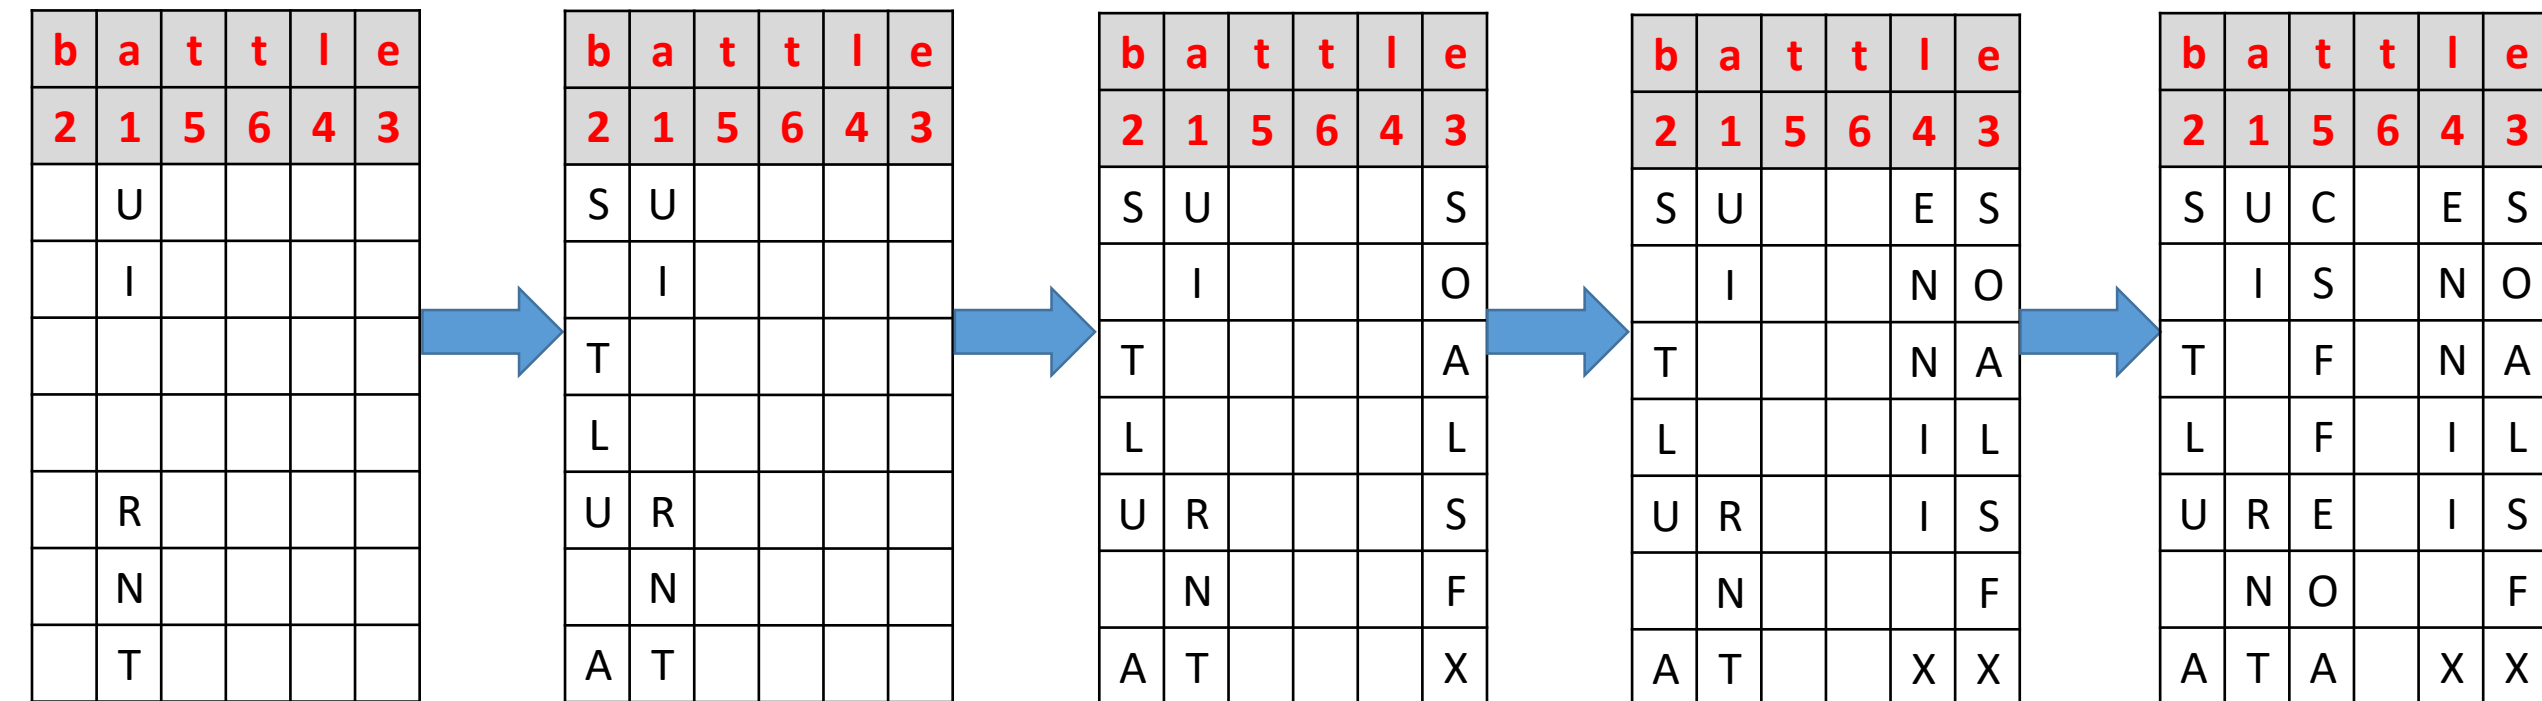 b a t t l e
2 1 5 6 4 3
U
I
R
N
T
b a t t l e
2 1 5 6 4 3
S U
I
T
L
U R
N
A T
b a t t l e
2 1 5 6 4 3
S U S
I O
T A
L L
U R S
N F
A T X
b a t t l e
2 1 5 6 4 3
S U E S
I N O
T N A
L I L
U R I S
N F
A T X X
b a t t l e
2 1 5 6 4 3
S U C E S
I S N O
T F N A
L F I L
U R E I S
N O F
A T A X X